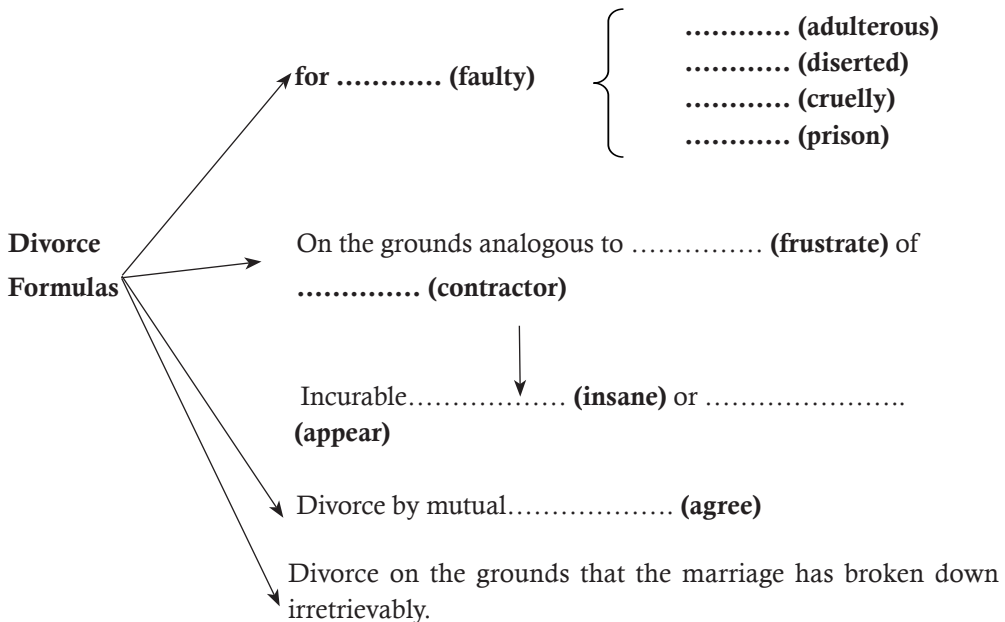 ………… (adulterous)
………… (diserted)
for ………… (faulty)
………… (cruelly)
………… (prison)
Divorce
Formulas
On the grounds analogous to …………… (frustrate) of
………….. (contractor)
Incurable……………… (insane) or ………………….
(appear)
Divorce by mutual………………. (agree)
Divorce on the grounds that the marriage has broken down
irretrievably.